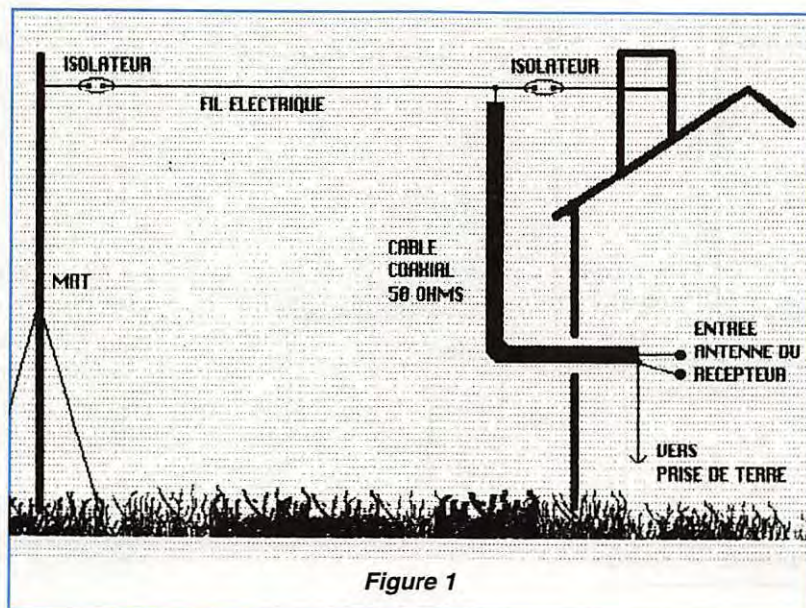 ISOLATEUR
ISOLATEUR
FIL ELECTRIQUE
CABLE
COAXIAL
50 OHMS
MAT
ENTREE
ANTENNE DU
RECEPTEUR
VERS
PRISE DE TERRE
Figure 1